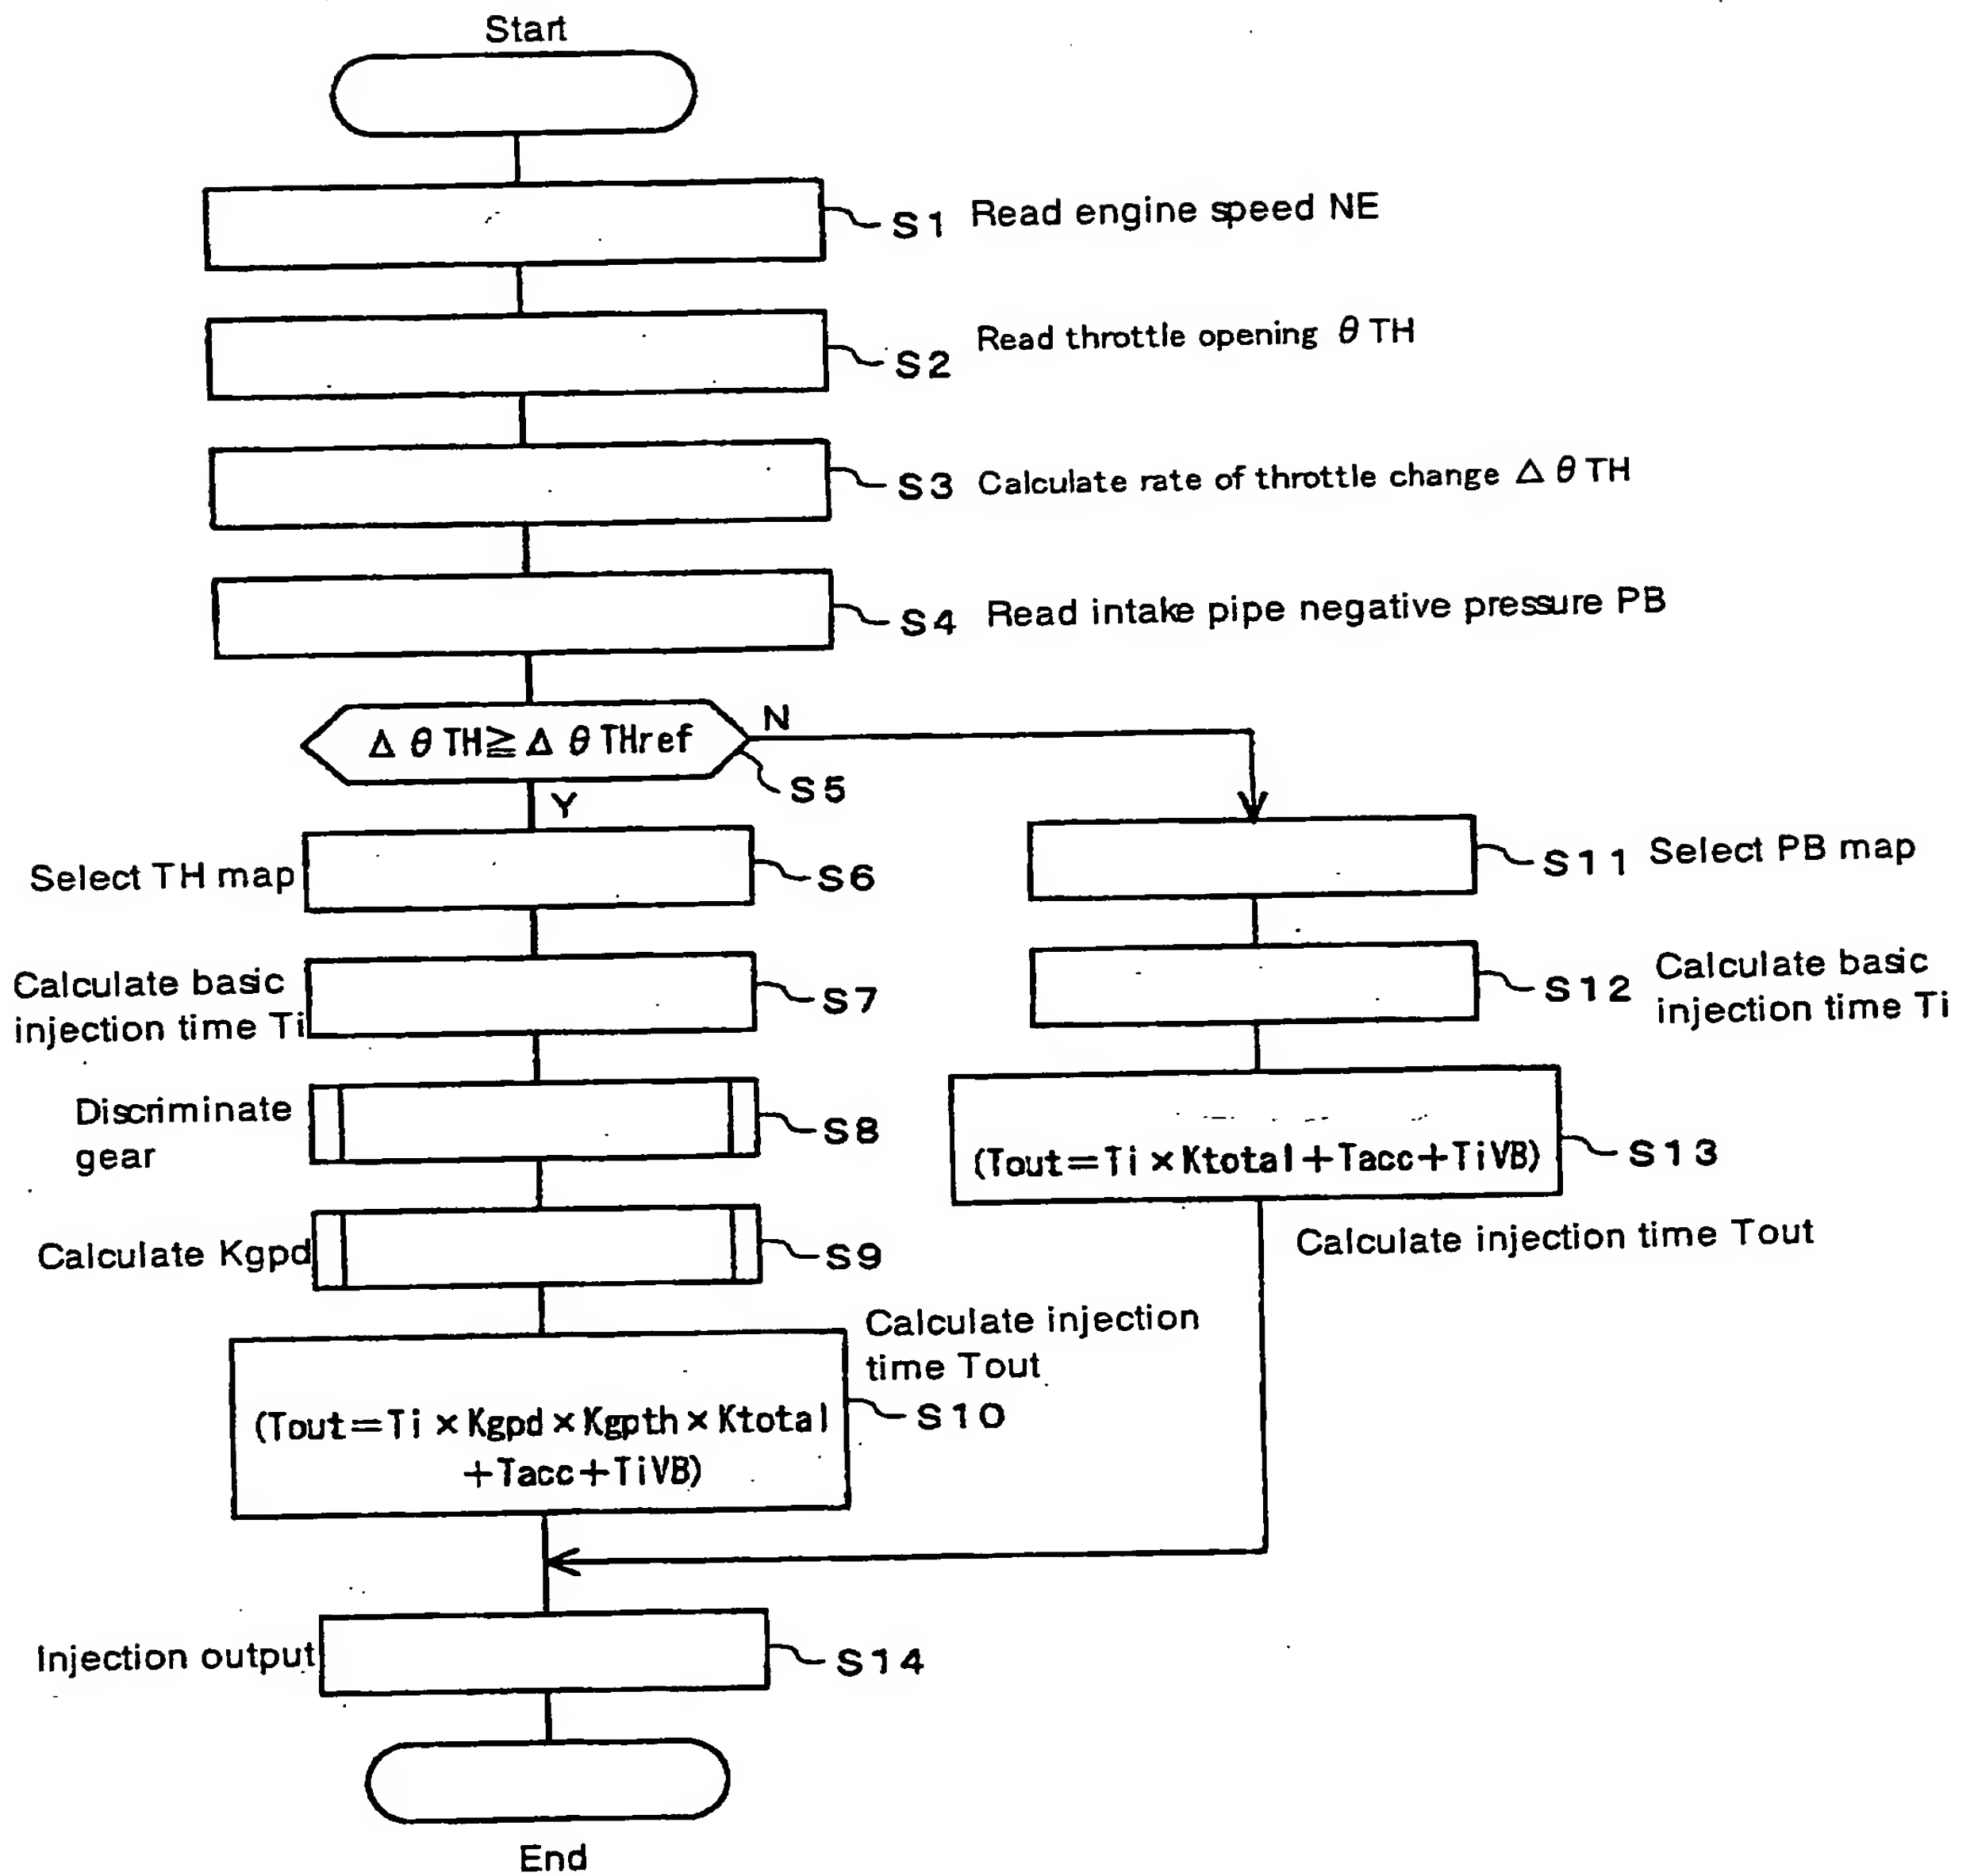 Start
S1 Read engine speed NE
S2 Read throttle opening θ TH
S3 Calculate rate of throttle change Δ θ TH
S4 Read intake pipe negative pressure PB
Δ θ TH≧Δ θ THref
N
S5
Y
Select TH map
S6
S11 Select PB map
Calculate basic
injection time Ti
S7
S12
Calculate basic
injection time Ti
Discriminate
gear
S8
(Tout=Ti×Ktotal+Tacc+TiVB)
S13
Calculate injection time Tout
Calculate Kgpd
S9
Calculate injection
time Tout
(Tout=Ti×Kgpd×Kgpth×Ktotal
+Tacc+TiVB)
S10
Injection output
S14
End